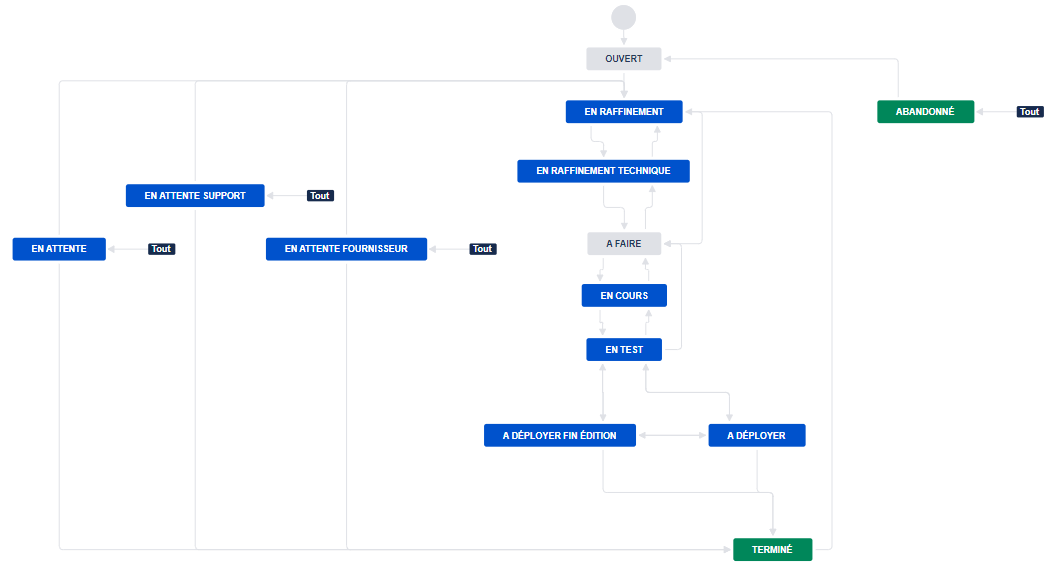 OUVERT
EN RAFFINEMENT
ABANDONNÉ
Tout
EN RAFFINEMENT TECHNIQUE
EN ATTENTE SUPPORT
Tout
EN ATTENTE
Tout
EN ATTENTE FOURNISSEUR
Tout
A FAIRE
EN COURS
EN TEST
A DÉPLOYER FIN ÉDITION
A DÉPLOYER
TERMINÉ